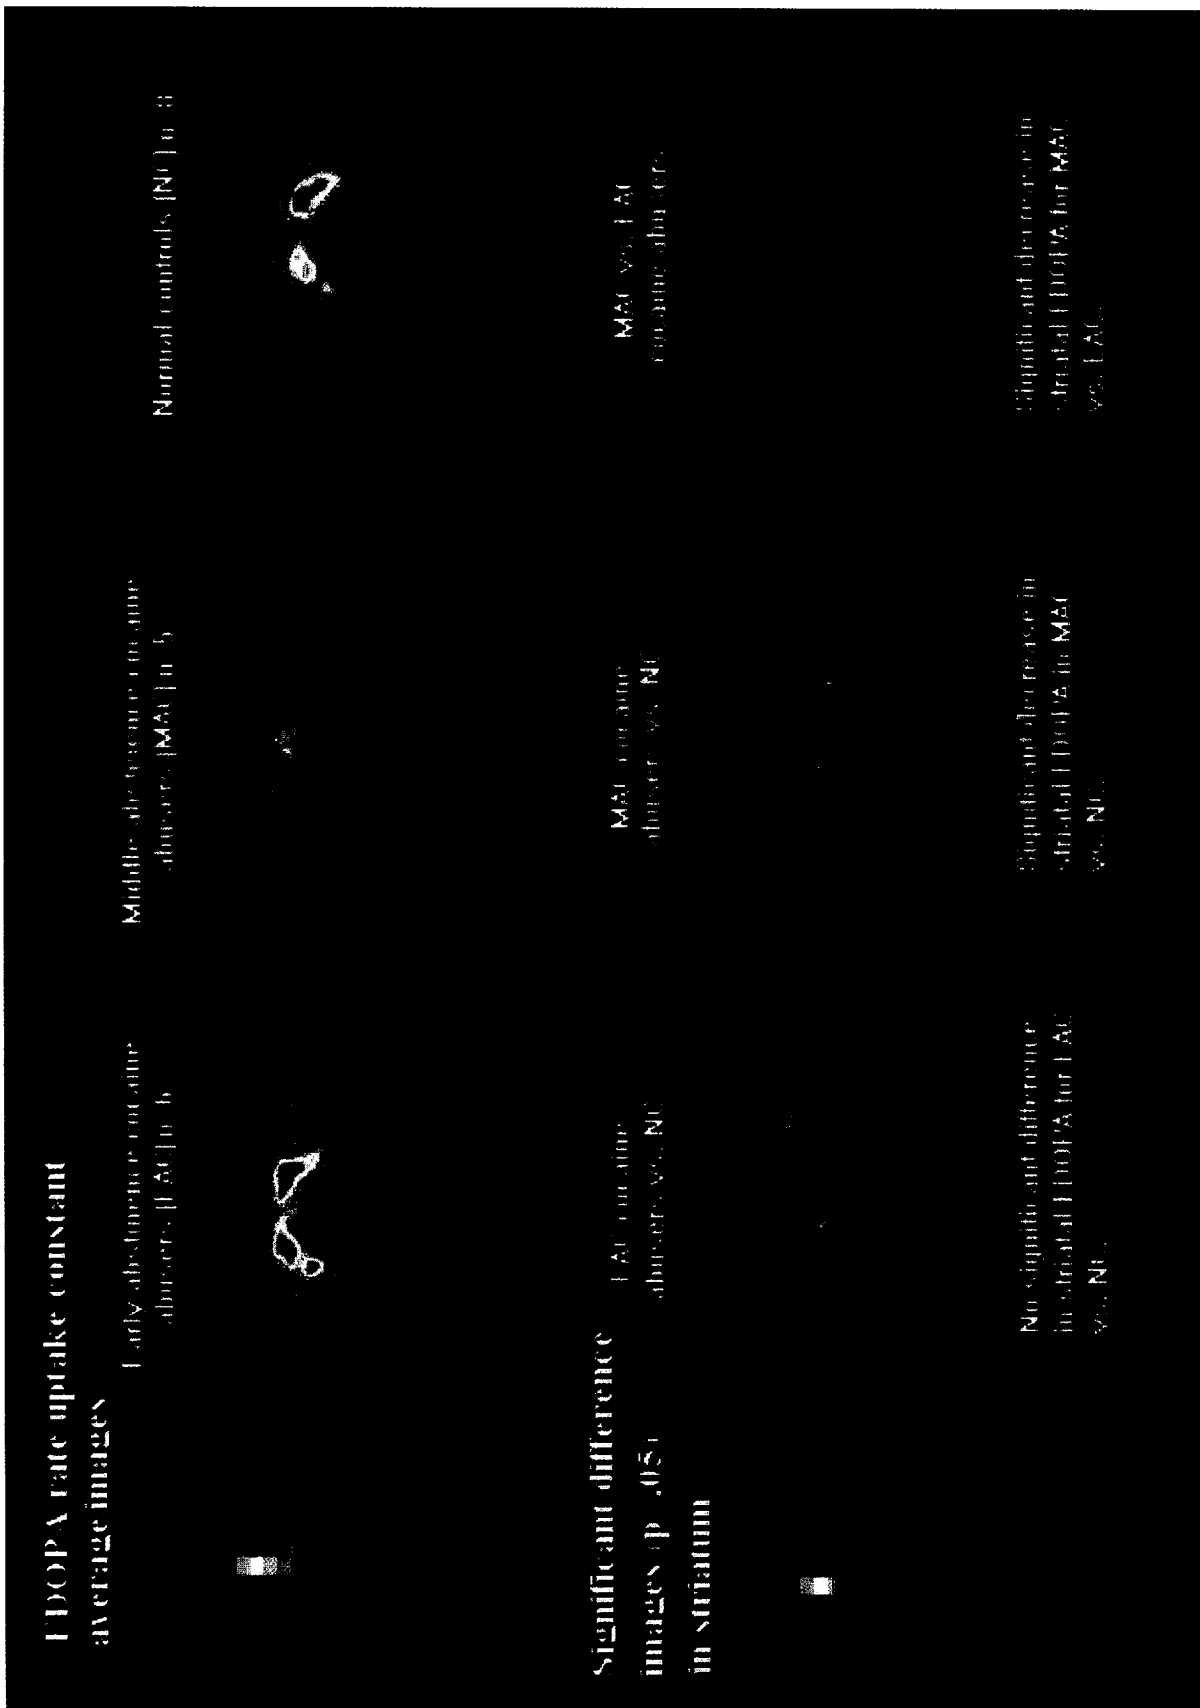 FDOPA rate uptake constant
average images
Early abstinence cocaine
abusers [EAC] n=6
Middle abstinence cocaine
abusers [MAC] n=5
Normal controls [NC] n=8
Significant difference
images (p .05)
in striatum
EAC cocaine
abusers vs. NC
MAC cocaine
abusers vs. NC
MAC vs. EAC
cocaine abusers
No significant difference
in striatal FDOPA for EAC
vs. NC.
Significant decrease in
striatal FDOPA in MAC
vs. NC.
Significant decrease in
striatal FDOPA for MAC
vs. EAC.